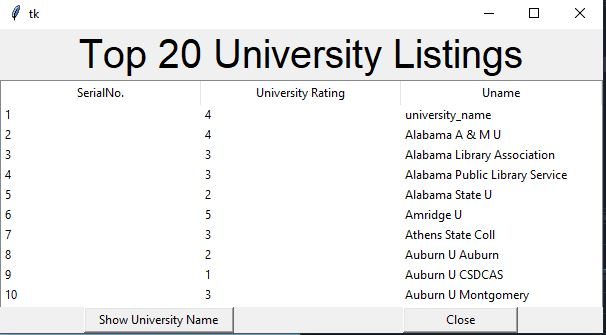 tk
Top 20 University Listings
SerialNo. University Rating Uname
1 4 university_name
2 4 Alabama A & M U
3 3 Alabama Library Association
4 3 Alabama Public Library Service
5 2 Alabama State U
6 5 Amridge U
7 3 Athens State Coll
8 2 Auburn U Auburn
9 1 Auburn U CSDCAS
10 3 Auburn U Montgomery
Show University Name Close